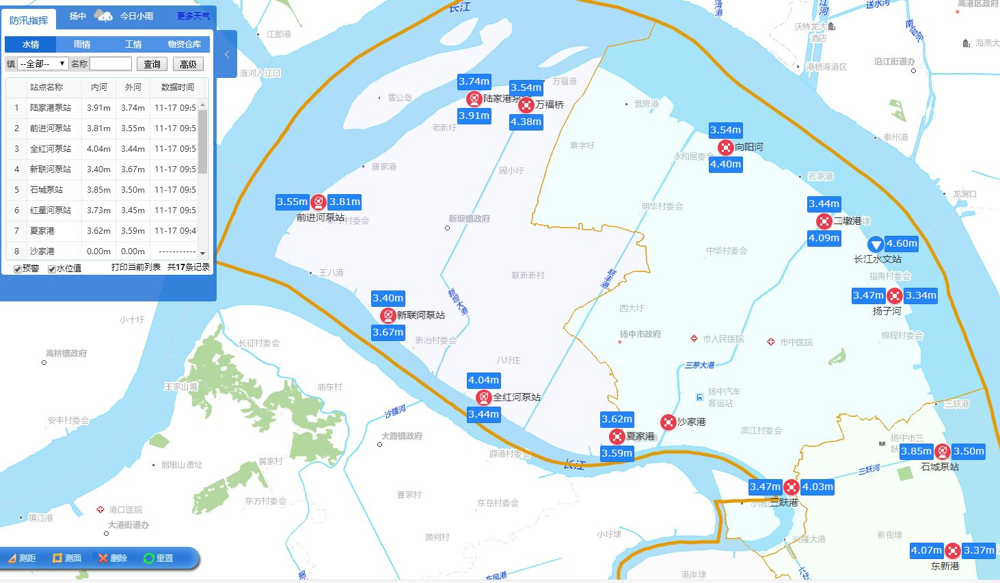 防汛指挥
扬中
今日小雨
更多天气
水情
雨情
工情
物资仓库
镇
--全部--
名称
查询
高级
站点名称 内河 外河 数据时间
1 陆家港泵站 3.91m 3.74m 11-17 09:5
2 前进河泵站 3.81m 3.55m 11-17 09:5
3 全红河泵站 4.04m 3.44m 11-17 09:5
4 新联河泵站 3.40m 3.67m 11-17 09:5
5 石城泵站 3.85m 3.50m 11-17 09:5
6 红星河泵站 3.73m 3.45m 11-17 09:5
7 夏家港 3.62m 3.59m 11-17 09:4
8 沙家港 0.00m 0.00m -----------
预警
水位值
打印当前列表
共17条记录
测距
测面
删除
重置
长江
江都港
淮河入江口
雷公岛
老新圩
唐家港
3.74m
陆家港泵
3.91m
3.54m
万福桥
4.38m
万福港
周小圩
章字圩
营房港
永和居委会
3.54m
向阳河
4.40m
江河
送水河
南官河
高港区政府
沃特龙大
酒店
海燕大
沿江街道办
港杨湾港区
泰州港
龙窝口
孔家港
3.44m
二墩港
4.09m
4.60m
长江水文站
指南村委会
3.47m
3.34m
扬子河
锦程村委会
3.55m
3.81m
前进河泵站
新坝镇政府
明华村委会
中华村委会
王八港
联新新村
联丰港
新坝大港
西大圩
扬中市政府
市人民医院
市中医院
3.40m
新联河泵站
3.67m
新治村委会
八圩庄
三茅大港
扬中汽车
客运站
4.04m
全红河泵站
3.44m
3.62m
夏家港
3.59m
沙家港
滨江村委会
三跃港
扬中市三
3.85m
3.50m
石城泵站
三跃河
3.47m
4.03m
三跃港
兴隆大港
新街埭
4.07m
3.37m
东新港
港岸埭
小圩埭
小十圩
高桥镇政府
长征村委会
王家山嘴
庙东村
安丰村委会
沙腰河
大路镇政府
薛港村委会
长江
烟墩山遗址
黄家村
东方村委会
曹家村
东岳村委会
顾何村
港口医院
镇江港
大港街道办
东风港